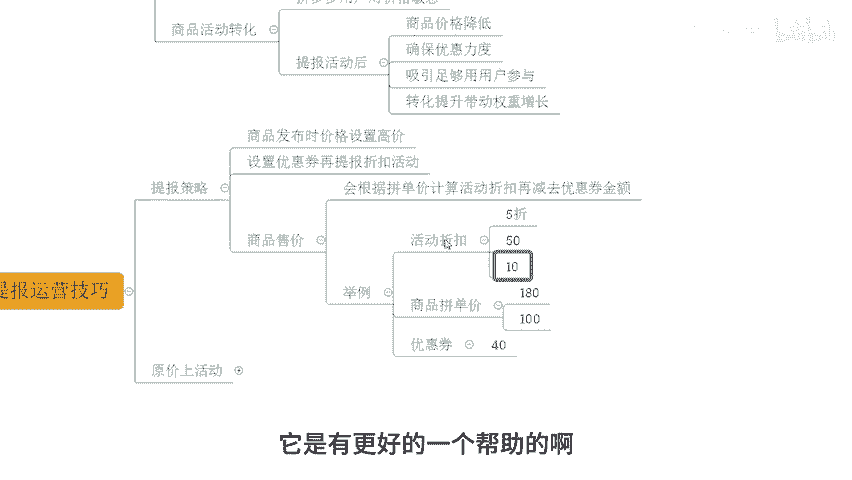 商品活动转化
商品价格降低
确保优惠力度
提报活动后
吸引足够用用户参与
转化提升带动权重增长
商品发布时价格设置高价
设置优惠券再提报折扣活动
提报策略
会根据拼单价计算活动折扣再减去优惠券金额
5折
商品售价
活动折扣
50
10
提报运营技巧
举例
180
商品拼单价
100
优惠券
40
原价上活动
它是有更好的一个帮助的啊